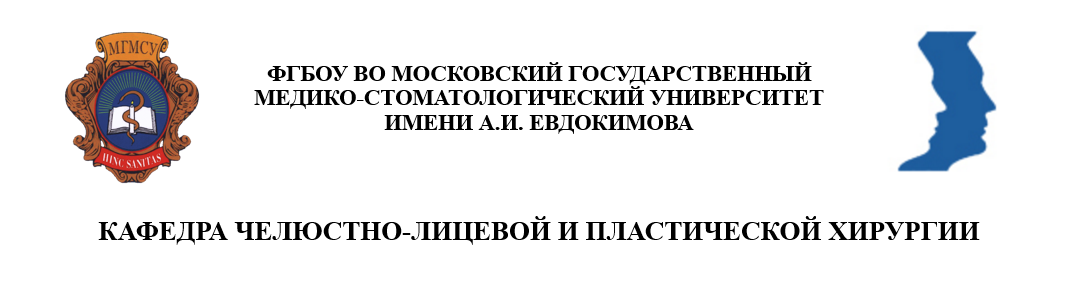 МГМСУ
HINC SANITAS
ФГБОУ ВО МОСКОВСКИЙ ГОСУДАРСТВЕННЫЙ
МЕДИКО-СТОМАТОЛОГИЧЕСКИЙ УНИВЕРСИТЕТ
ИМЕНИ А.И. ЕВДОКИМОВА
КАФЕДРА ЧЕЛЮСТНО-ЛИЦЕВОЙ И ПЛАСТИЧЕСКОЙ ХИРУРГИИ